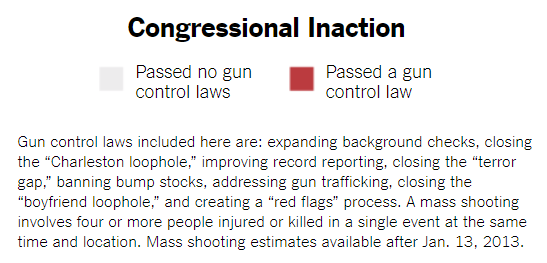 Congressional Inaction
Passed no gun
control laws
Passed a gun
control law
Gun control laws included here are: expanding background checks, closing
the “Charleston loophole,” improving record reporting, closing the “terror
gap,” banning bump stocks, addressing gun trafficking, closing the
“boyfriend loophole,” and creating a “red flags” process. A mass shooting
involves four or more people injured or killed in a single event at the same
time and location. Mass shooting estimates available after Jan. 13, 2013.